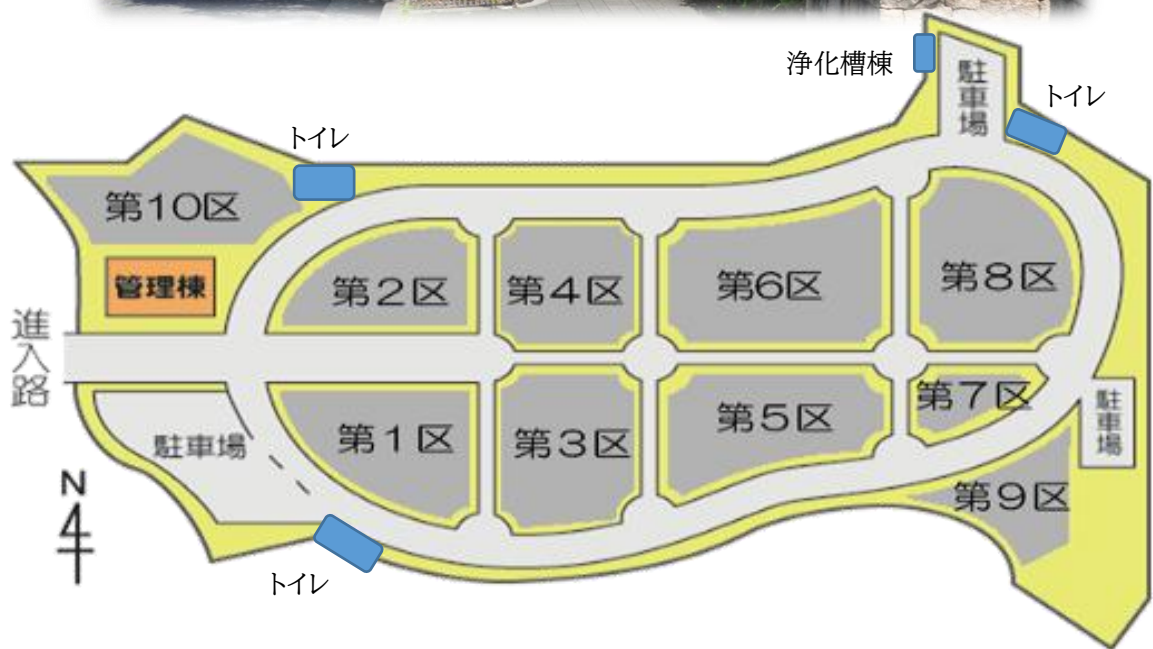 浄化槽棟
駐車場
トイレ
トイレ
第10区
管理棟
進入路
第2区
第4区
第6区
第8区
第1区
第3区
第5区
第7区
第9区
駐車場
駐車場
トイレ
N